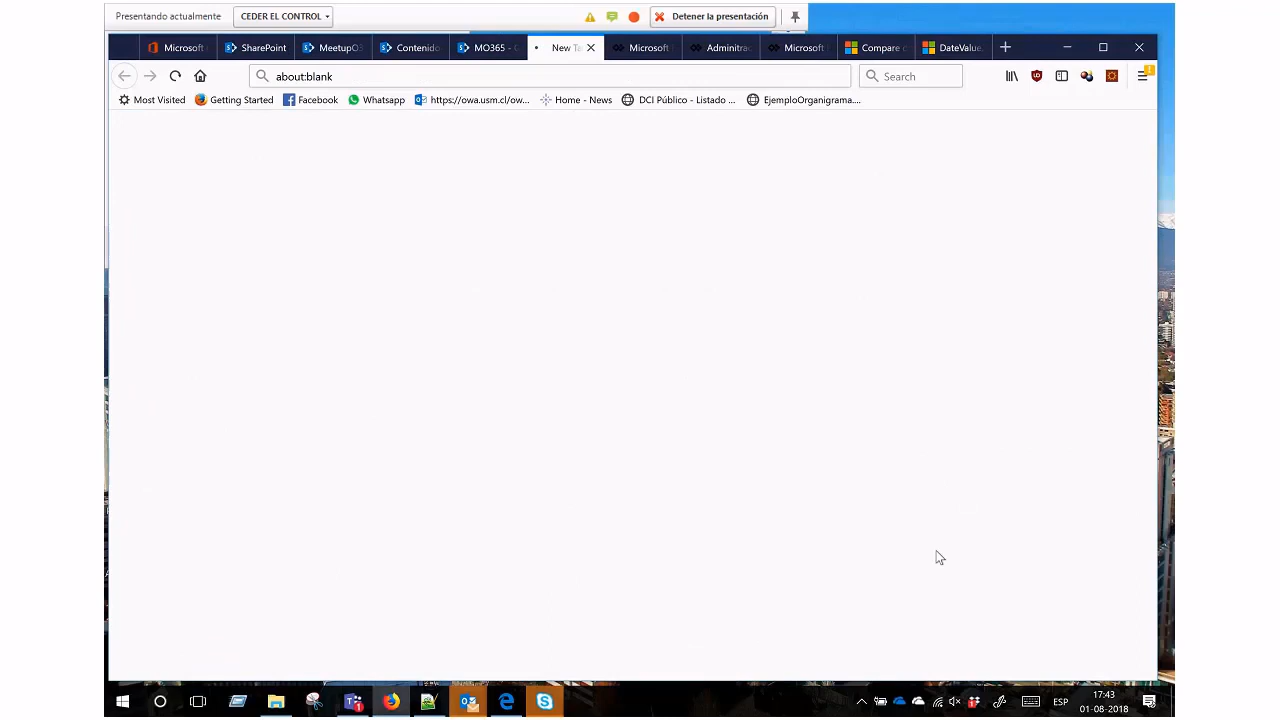 Presentando actualmente CEDER EL CONTROL Detener la presentación
Microsoft SharePoint MeetupO3 Contenido MO365 - New Ta Microsoft Adminitrac Microsoft Compare DateValue,
about:blank Search
Most Visited Getting Started Facebook Whatsapp https://owa.usm.cl/ow... Home - News DCI Público - Listado ... EjemploOrganigrama....
1 ESP 17:43
01-08-2018